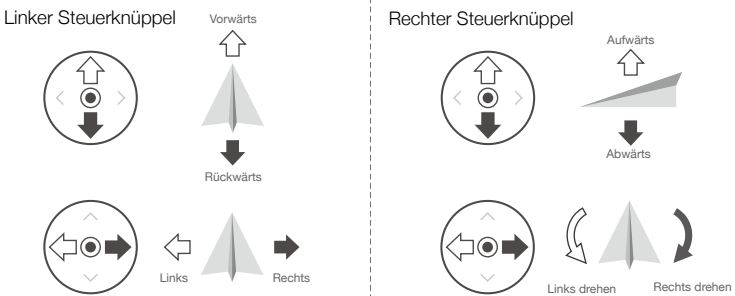 Linker Steuerknüppel
Vorwärts
Rückwärts
Links
Rechts
Rechter Steuerknüppel
Aufwärts
Abwärts
Links drehen
Rechts drehen